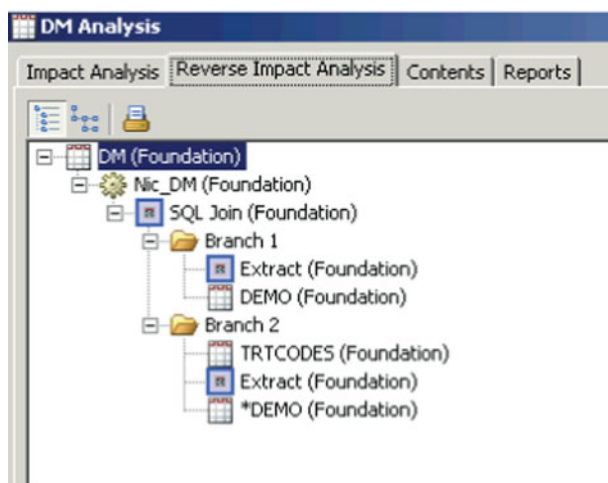 DM Analysis
Impact Analysis Reverse Impact Analysis Contents Reports
DM (Foundation)
Nic_DM (Foundation)
SQL Join (Foundation)
Branch 1
Extract (Foundation)
DEMO (Foundation)
Branch 2
TRTCODES (Foundation)
Extract (Foundation)
*DEMO (Foundation)